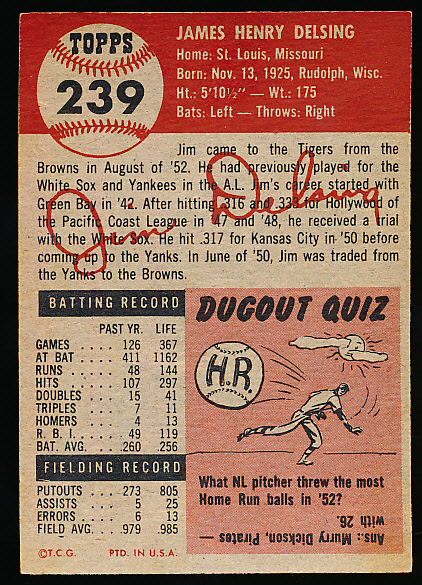 TOPPS
239
JAMES HENRY DELSING
Home: St. Louis, Missouri
Born: Nov. 13, 1925, Rudolph, Wisc.
Ht.: 5'10½" — Wt.: 175
Bats: Left — Throws: Right
Jim came to the Tigers from the
Browns in August of '52. He had previously played for the
White Sox and Yankees in the A.L. Jim's career started with
Green Bay in '42. After hitting .316 and .333 for Hollywood of
the Pacific Coast League in '47 and '48, he received a trial
with the White Sox. He hit .317 for Kansas City in '50 before
coming up to the Yanks. In June of '50, Jim was traded from
the Yanks to the Browns.
Jim Delsing
BATTING RECORD
PAST YR. LIFE
GAMES .... 126 367
AT BAT .... 411 1162
RUNS ..... 48 144
HITS ..... 107 297
DOUBLES .. 15 41
TRIPLES ... 7 11
HOMERS ... 4 13
R. B. I. .... 49 119
BAT. AVG. .. .260 .256
FIELDING RECORD
PUTOUTS .. 273 805
ASSISTS ... 5 25
ERRORS ... 6 13
FIELD AVG. .. .979 .985
©T.C.G. PTD. IN U.S.A.
DUGOUT QUIZ
H.R.
What NL pitcher threw the most
Home Run balls in '52?
Ans.: Murry Dickson, Pirates —
with 26.